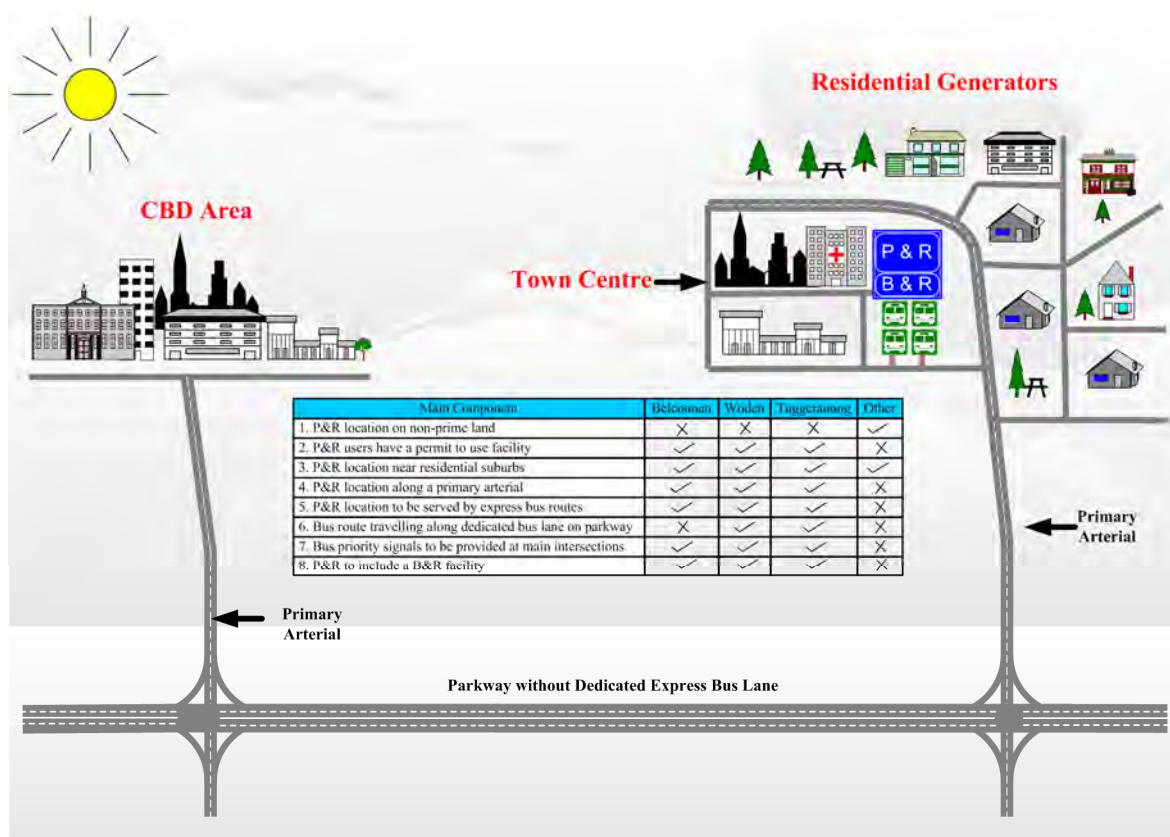 Residential Generators
CBD Area
Town Centre
P & R
B & R
Main Component Belconnen Woden Tuggeranong Other
1. P&R location on non-prime land X X X ✓
2. P&R users have a permit to use facility ✓ ✓ ✓ X
3. P&R location near residential suburbs ✓ ✓ ✓ ✓
4. P&R location along a primary arterial ✓ ✓ ✓ X
5. P&R location to be served by express bus routes ✓ ✓ ✓ X
6. Bus route travelling along dedicated bus lane on parkway X ✓ ✓ X
7. Bus priority signals to be provided at main intersections ✓ ✓ ✓ X
8. P&R to include a B&R facility ✓ ✓ ✓ X
Primary
Arterial
Primary
Arterial
Parkway without Dedicated Express Bus Lane